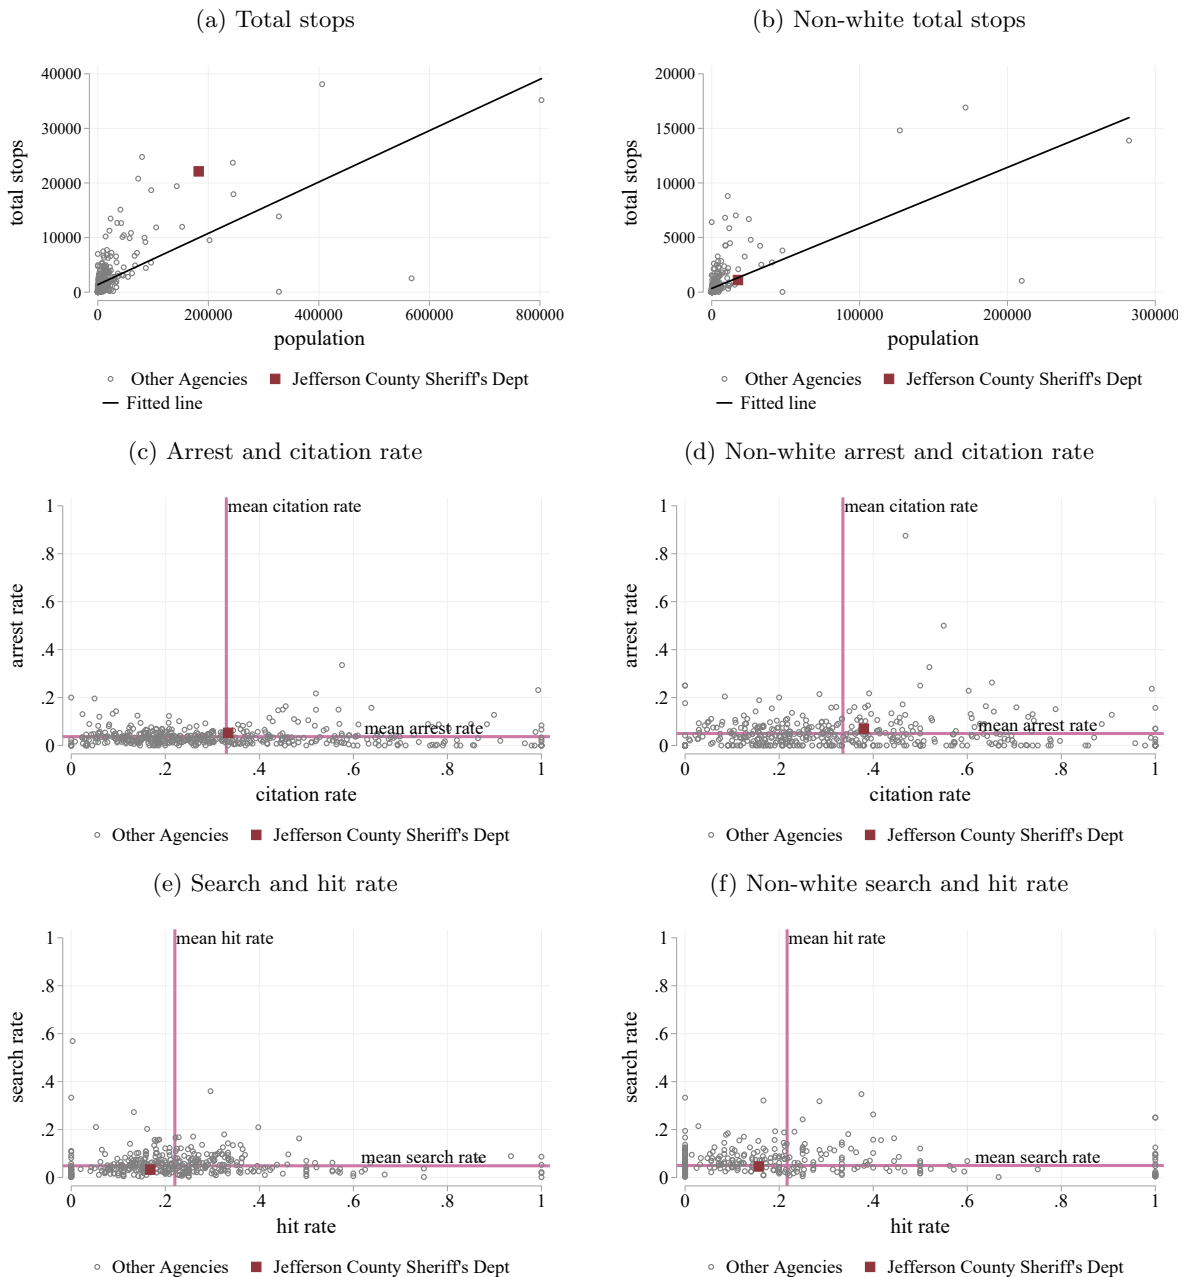 (a) Total stops
(b) Non-white total stops
total stops
40000
30000
20000
10000
0
0 200000 400000 600000 800000
population
Other Agencies Jefferson County Sheriff's Dept
Fitted line
total stops
20000
15000
10000
5000
0
0 100000 200000 300000
population
Other Agencies Jefferson County Sheriff's Dept
Fitted line
(c) Arrest and citation rate
(d) Non-white arrest and citation rate
arrest rate
1
.8
.6
.4
.2
0
mean citation rate
mean arrest rate
0 .2 .4 .6 .8 1
citation rate
Other Agencies Jefferson County Sheriff's Dept
arrest rate
1
.8
.6
.4
.2
0
mean citation rate
mean arrest rate
0 .2 .4 .6 .8 1
citation rate
Other Agencies Jefferson County Sheriff's Dept
(e) Search and hit rate
(f) Non-white search and hit rate
search rate
1
.8
.6
.4
.2
0
mean hit rate
mean search rate
0 .2 .4 .6 .8 1
hit rate
Other Agencies Jefferson County Sheriff's Dept
search rate
1
.8
.6
.4
.2
0
mean hit rate
mean search rate
0 .2 .4 .6 .8 1
hit rate
Other Agencies Jefferson County Sheriff's Dept